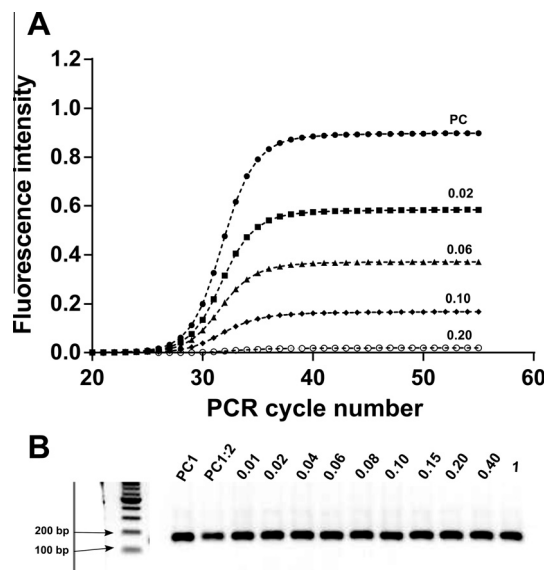 A
Fluorescence intensity
1.2
1.0
0.8
0.6
0.4
0.2
0.0
PC
0.02
0.06
0.10
0.20
20 30 40 50 60
PCR cycle number
B
PC1 PC1:2 0.01 0.02 0.04 0.06 0.08 0.10 0.15 0.20 0.40 1
200 bp
100 bp